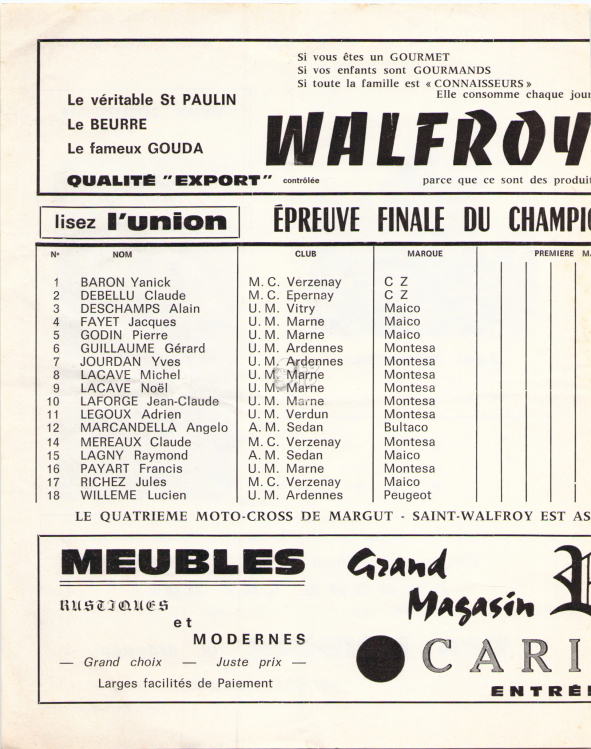 Si vous êtes un GOURMET
Si vos enfants sont GOURMANDS
Si toute la famille est « CONNAISSEURS »
Elle consomme chaque jour
Le véritable St PAULIN
Le BEURRE
Le fameux GOUDA
WALFROY
QUALITÉ "EXPORT" contrôlée
parce que ce sont des produit
lisez l'union
ÉPREUVE FINALE DU CHAMPIO
N° NOM CLUB MARQUE PREMIERE MA
1 BARON Yanick M. C. Verzenay C Z
2 DEBELLU Claude M. C. Epernay C Z
3 DESCHAMPS Alain U. M. Vitry Maico
4 FAYET Jacques U. M. Marne Maico
5 GODIN Pierre U. M. Marne Maico
6 GUILLAUME Gérard U. M. Ardennes Montesa
7 JOURDAN Yves U. M. Ardennes Montesa
8 LACAVE Michel U. M. Marne Montesa
9 LACAVE Noël U. M. Marne Montesa
10 LAFORGE Jean-Claude U. M. Marne Montesa
11 LEGOUX Adrien U. M. Verdun Montesa
12 MARCANDELLA Angelo A. M. Sedan Bultaco
14 MEREAUX Claude M. C. Verzenay Montesa
15 LAGNY Raymond A. M. Sedan Maico
16 PAYART Francis U. M. Marne Montesa
17 RICHEZ Jules M. C. Verzenay Maico
18 WILLEME Lucien U. M. Ardennes Peugeot
LE QUATRIEME MOTO-CROSS DE MARGUT - SAINT-WALFROY EST AS
MEUBLES
RUSTIQUES
et
MODERNES
— Grand choix — Juste prix —
Larges facilités de Paiement
Grand
Magasin
CARI
ENTRÉE